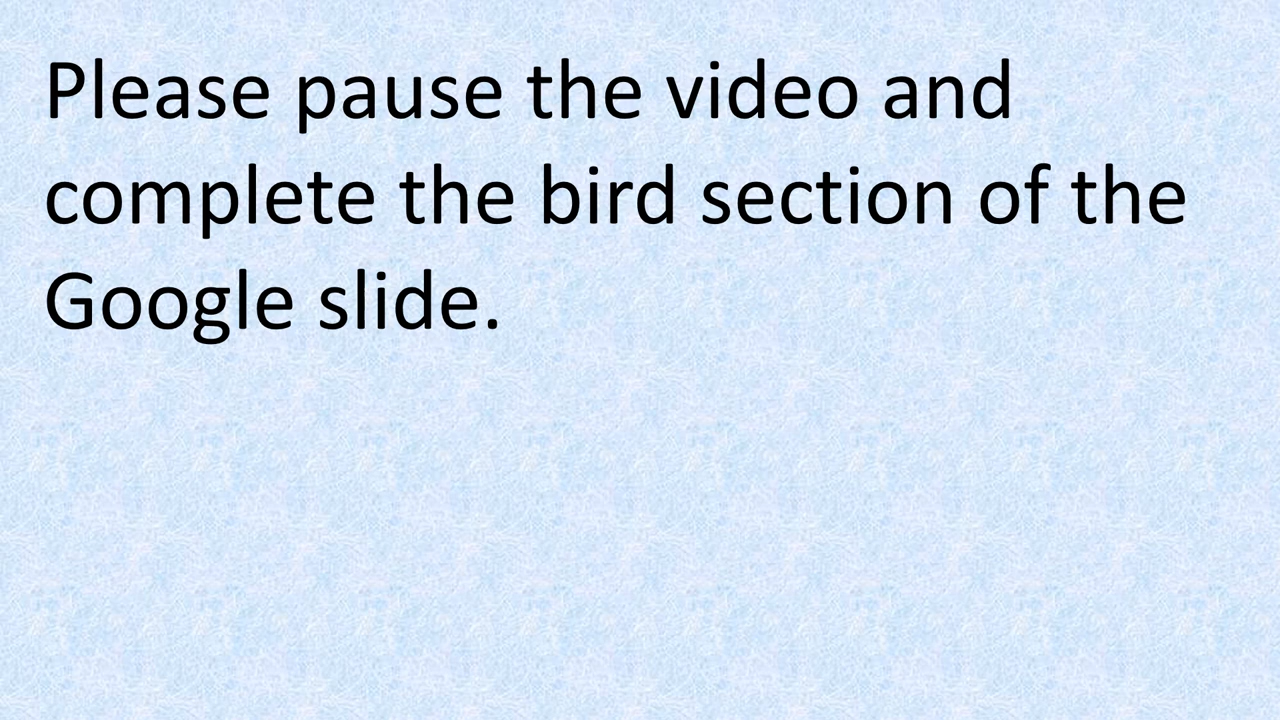 Please pause the video and
complete the bird section of the
Google slide.